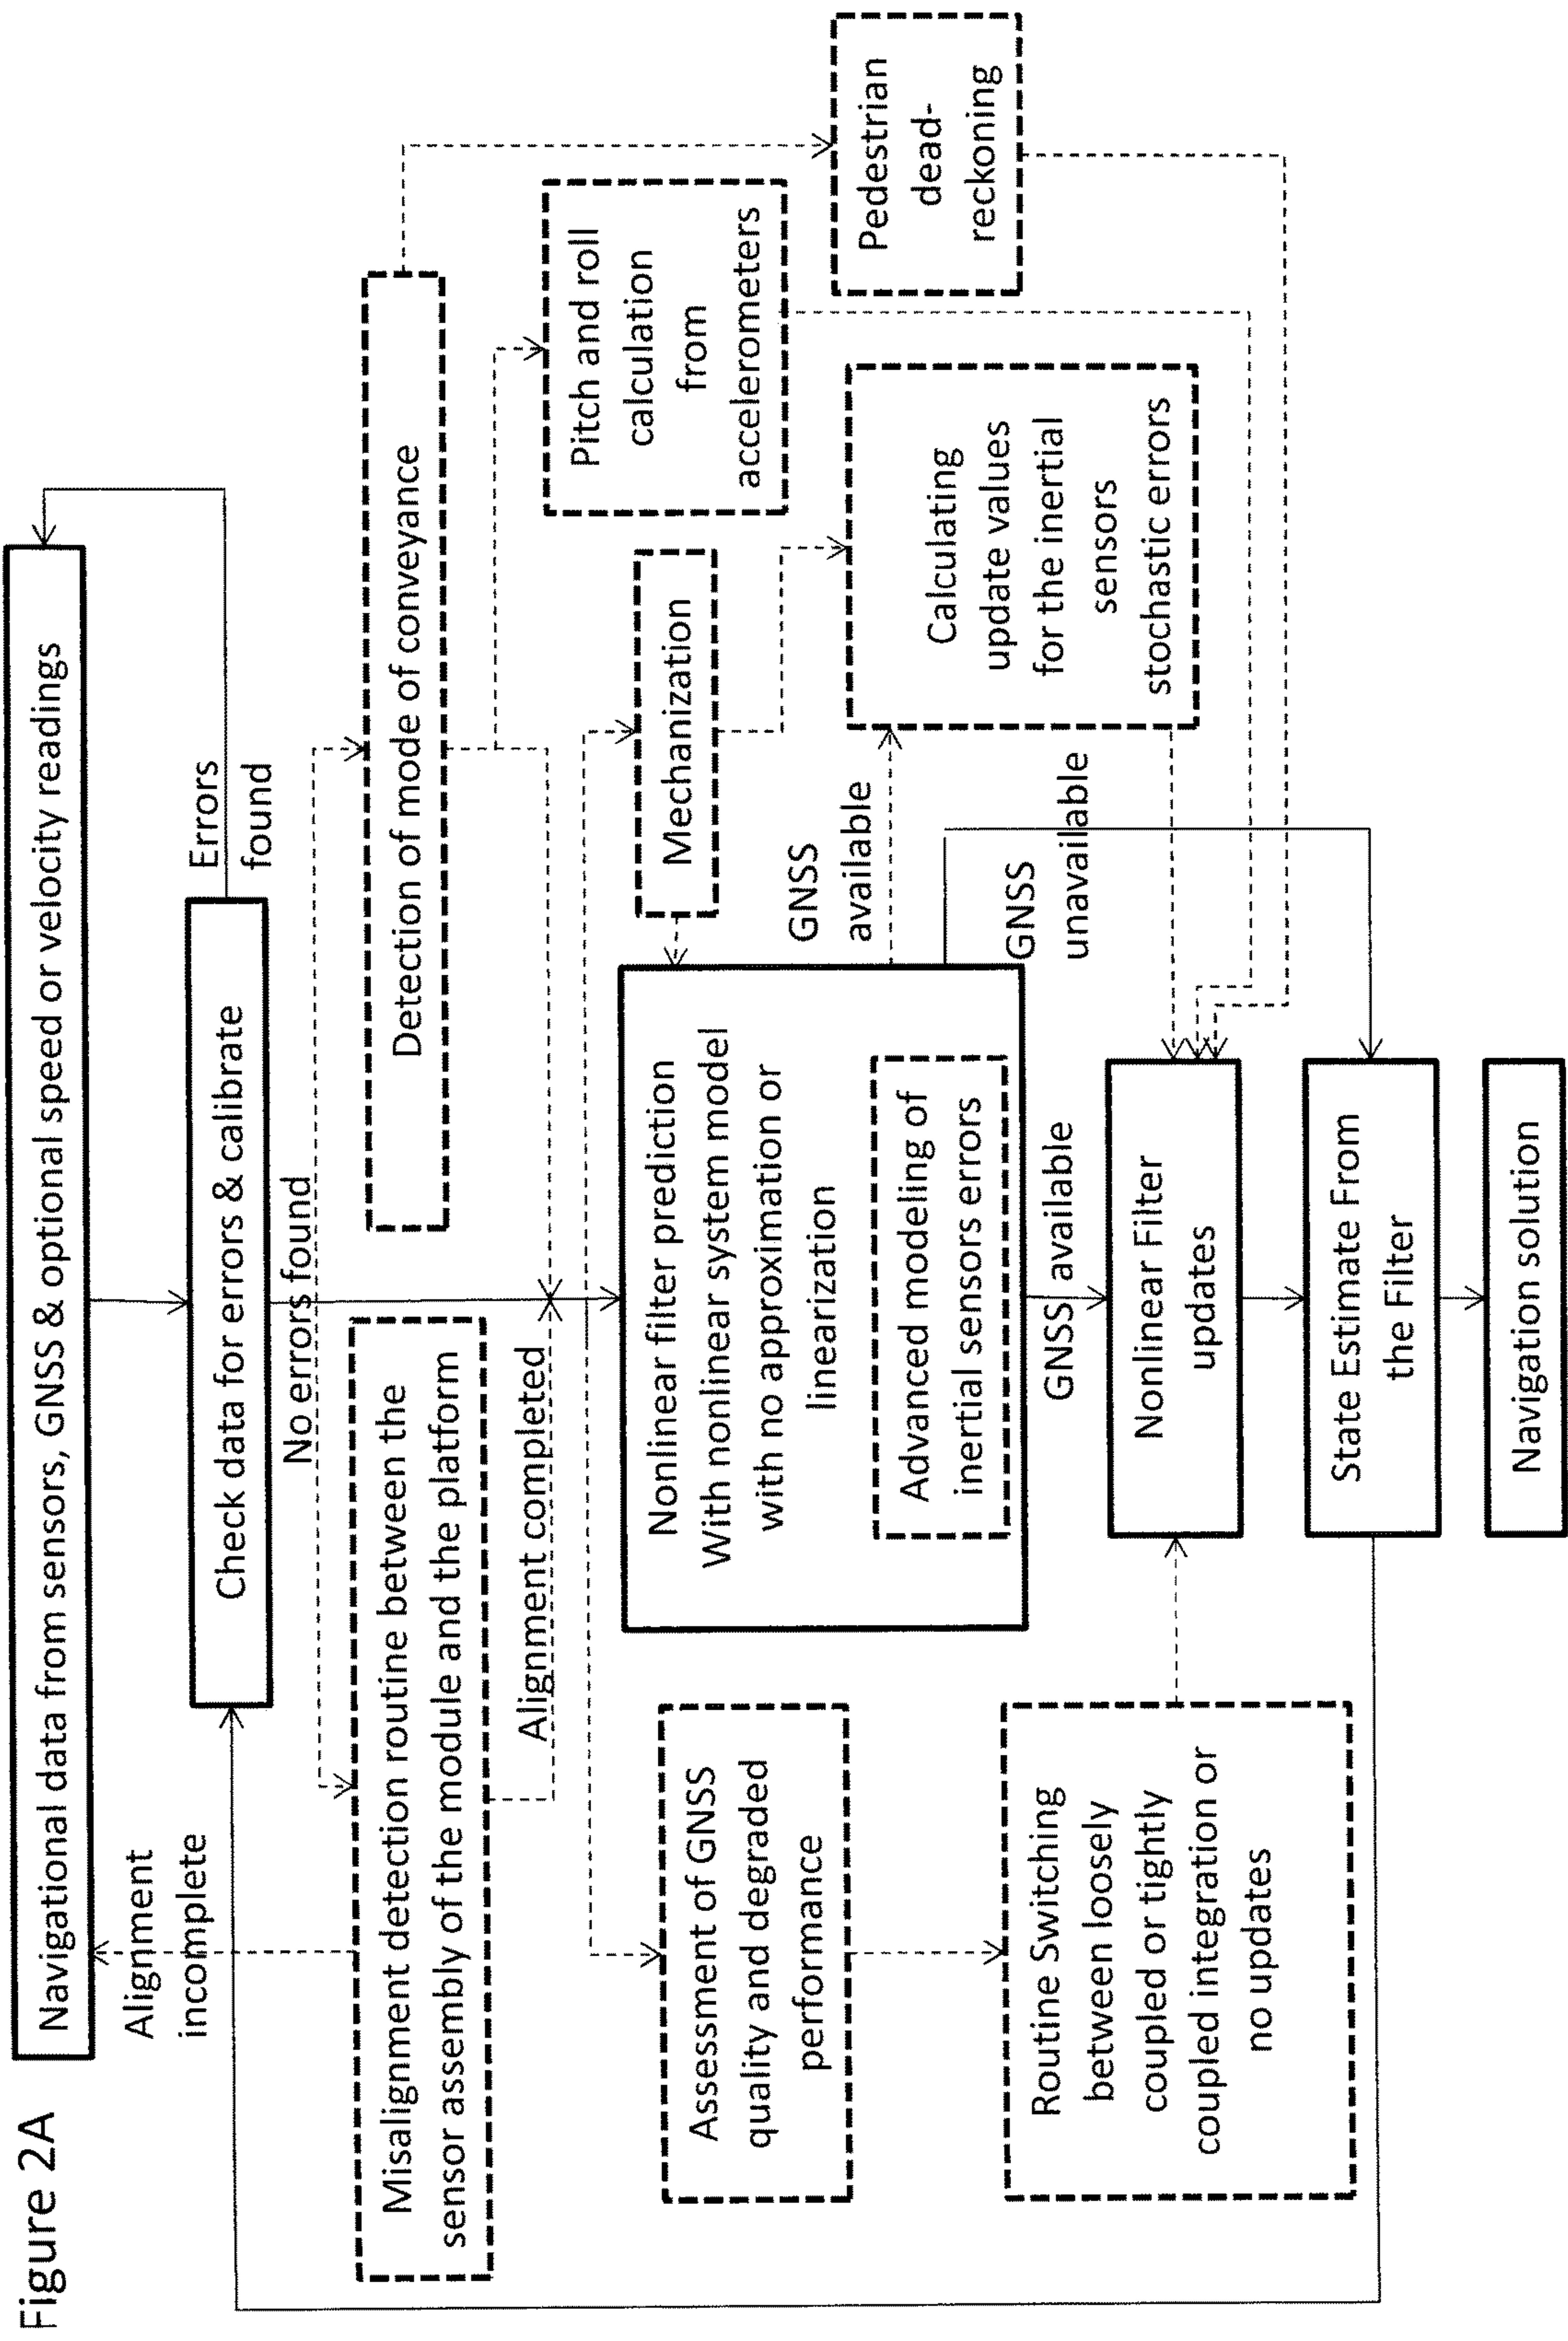 Figure 2A
Navigational data from sensors, GNSS & optional speed or velocity readings
Alignment
incomplete
Check data for errors & calibrate
Errors
found
No errors found
Misalignment detection routine between the
sensor assembly of the module and the platform
Detection of mode of conveyance
Alignment completed
Pitch and roll
calculation
from
accelerometers
Assessment of GNSS
quality and degraded
performance
Nonlinear filter prediction
With nonlinear system model
with no approximation or
linearization
Advanced modeling of
inertial sensors errors
Mechanization
GNSS
available
GNSS
unavailable
Pedestrian
dead-
reckoning
Calculating
update values
for the inertial
sensors
stochastic errors
Routine Switching
between loosely
coupled or tightly
coupled integration or
no updates
GNSS available
Nonlinear Filter
updates
State Estimate From
the Filter
Navigation solution